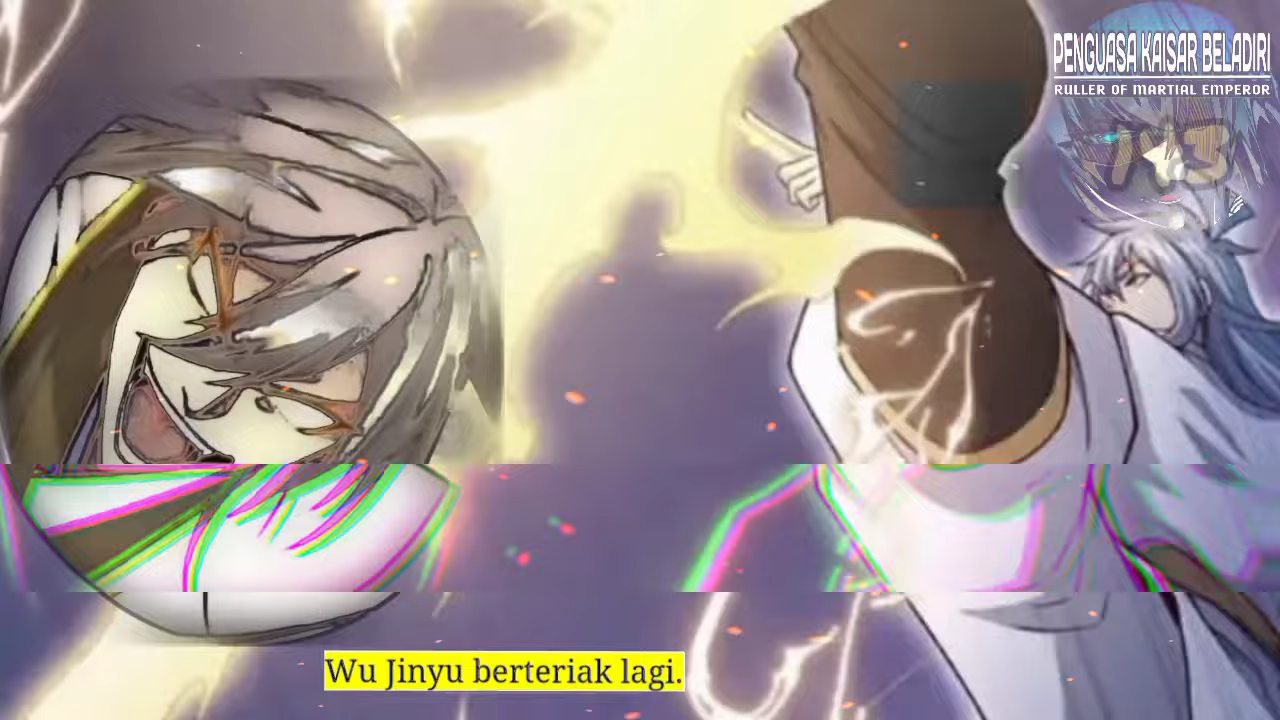 PENGUASA KAISAR BELADIRI
RULLER OF MARTIAL EMPEROR
Wu Jinyu berteriak lagi.